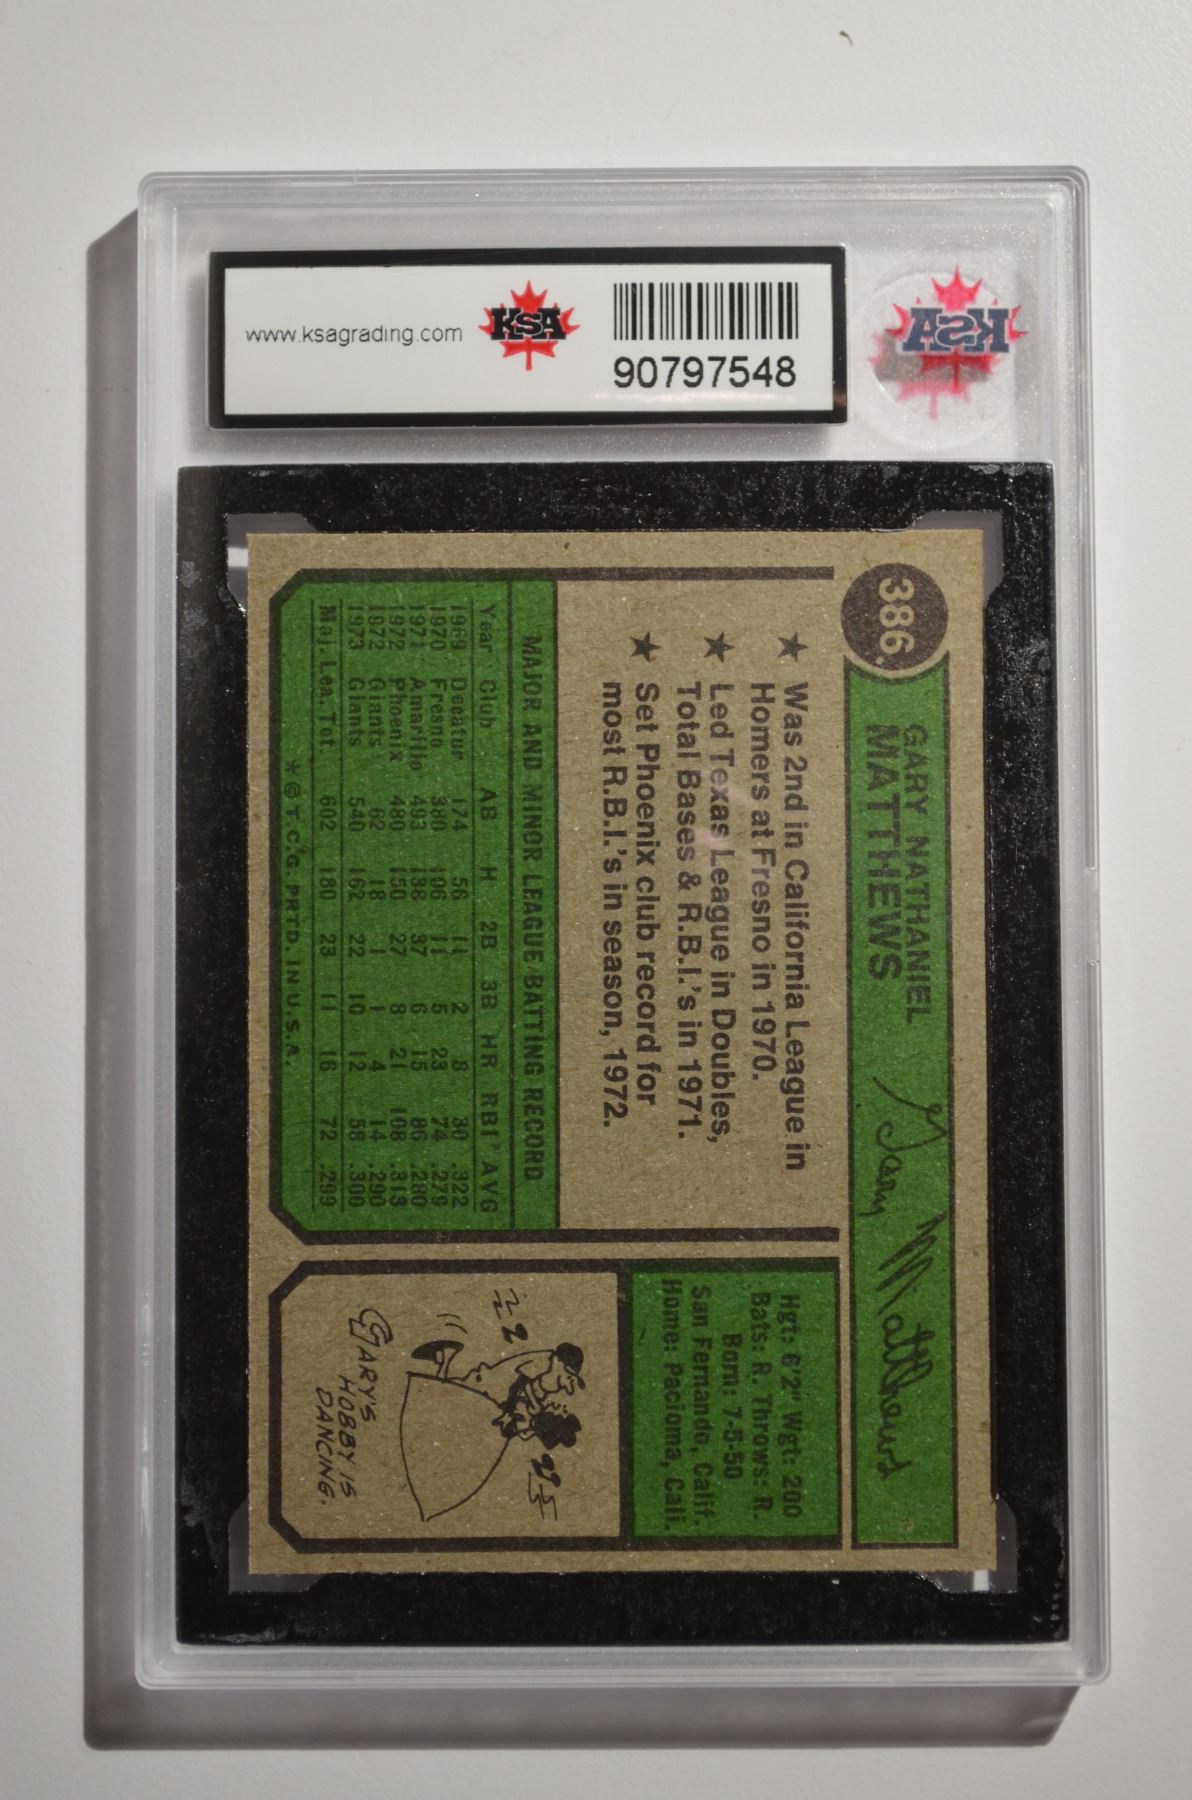 www.ksagrading.com
KSA
90797548
KSA
386.
GARY NATHANIEL
MATTHEWS
Gary Matthews
★ Was 2nd in California League in
Homers at Fresno in 1970.
★ Led Texas League in Doubles,
Total Bases & R.B.I.'s in 1971.
★ Set Phoenix club record for
most R.B.I.'s in season, 1972.
MAJOR AND MINOR LEAGUE BATTING RECORD
Year Club AB H 2B 3B HR RBI AVG
1969 Decatur 174 56 11 2 8 30 .322
1970 Fresno 380 106 11 5 23 74 .279
1971 Amarillo 493 138 37 6 15 86 .280
1972 Phoenix 480 150 27 8 21 108 .313
1972 Giants 62 18 1 1 4 14 .290
1973 Giants 540 162 22 10 12 58 .300
Maj. Lea. Tot. 602 180 23 11 16 72 .299
* © T.C.G. PRTD. IN U.S.A.
Hgt: 6'2" Wgt: 200
Bats: R. Throws: R.
Born: 7-5-50
San Fernando, Calif.
Home: Pacioma, Cali.
GARY'S
HOBBY IS
DANCING.